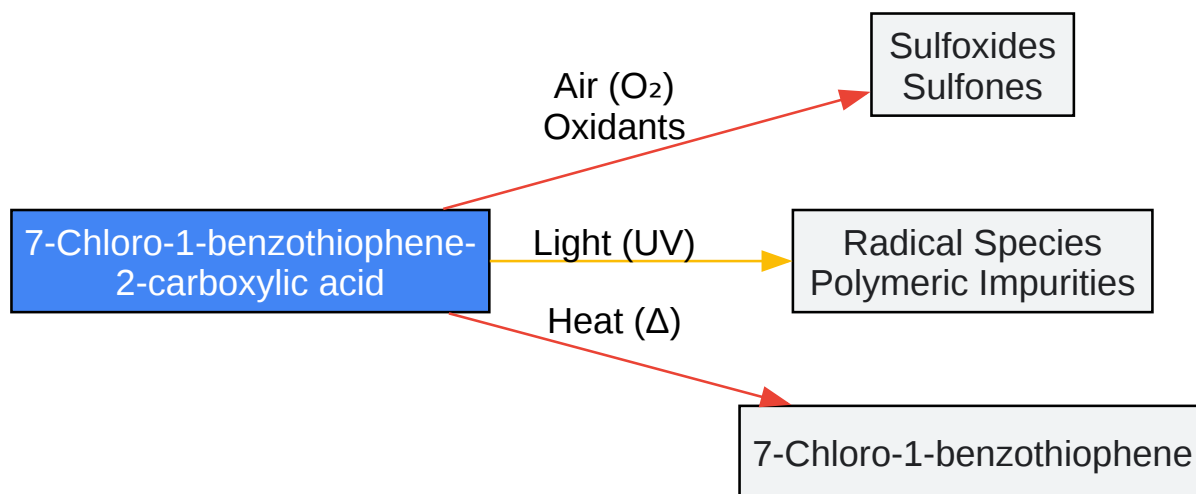 Sulfoxides
Sulfones
Air (O₂)
Oxidants
7-Chloro-1-benzothiophene-
2-carboxylic acid
Light (UV)
Radical Species
Polymeric Impurities
Heat (Δ)
7-Chloro-1-benzothiophene